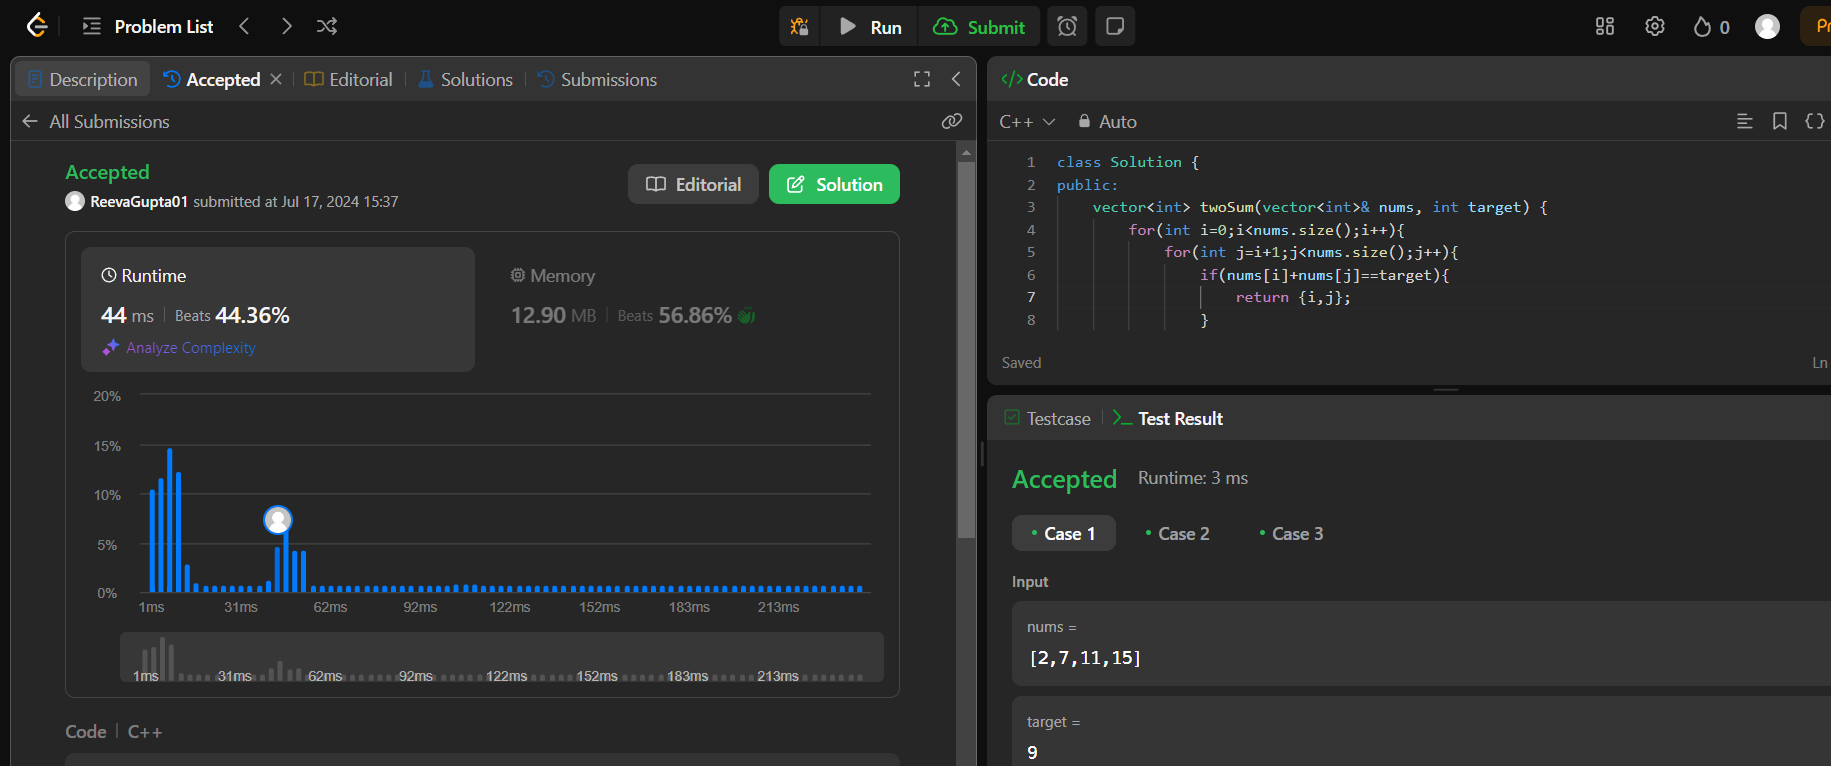 Problem List
Run
Submit
0
Pr
Description
Accepted
Editorial
Solutions
Submissions
All Submissions
Accepted
ReevaGupta01 submitted at Jul 17, 2024 15:37
Editorial
Solution
Runtime
44 ms | Beats 44.36%
Analyze Complexity
Memory
12.90 MB | Beats 56.86%
20%
15%
10%
5%
0%
1ms 31ms 62ms 92ms 122ms 152ms 183ms 213ms
1ms 31ms 62ms 92ms 122ms 152ms 183ms 213ms
Code | C++
</> Code
C++
Auto
{}
1 class Solution {
2 public:
3 vector<int> twoSum(vector<int>& nums, int target) {
4 for(int i=0;i<nums.size();i++){
5 for(int j=i+1;j<nums.size();j++){
6 if(nums[i]+nums[j]==target){
7 return {i,j};
8 }
Saved
Ln
Testcase
>_ Test Result
Accepted
Runtime: 3 ms
• Case 1
• Case 2
• Case 3
Input
nums =
[2,7,11,15]
target =
9